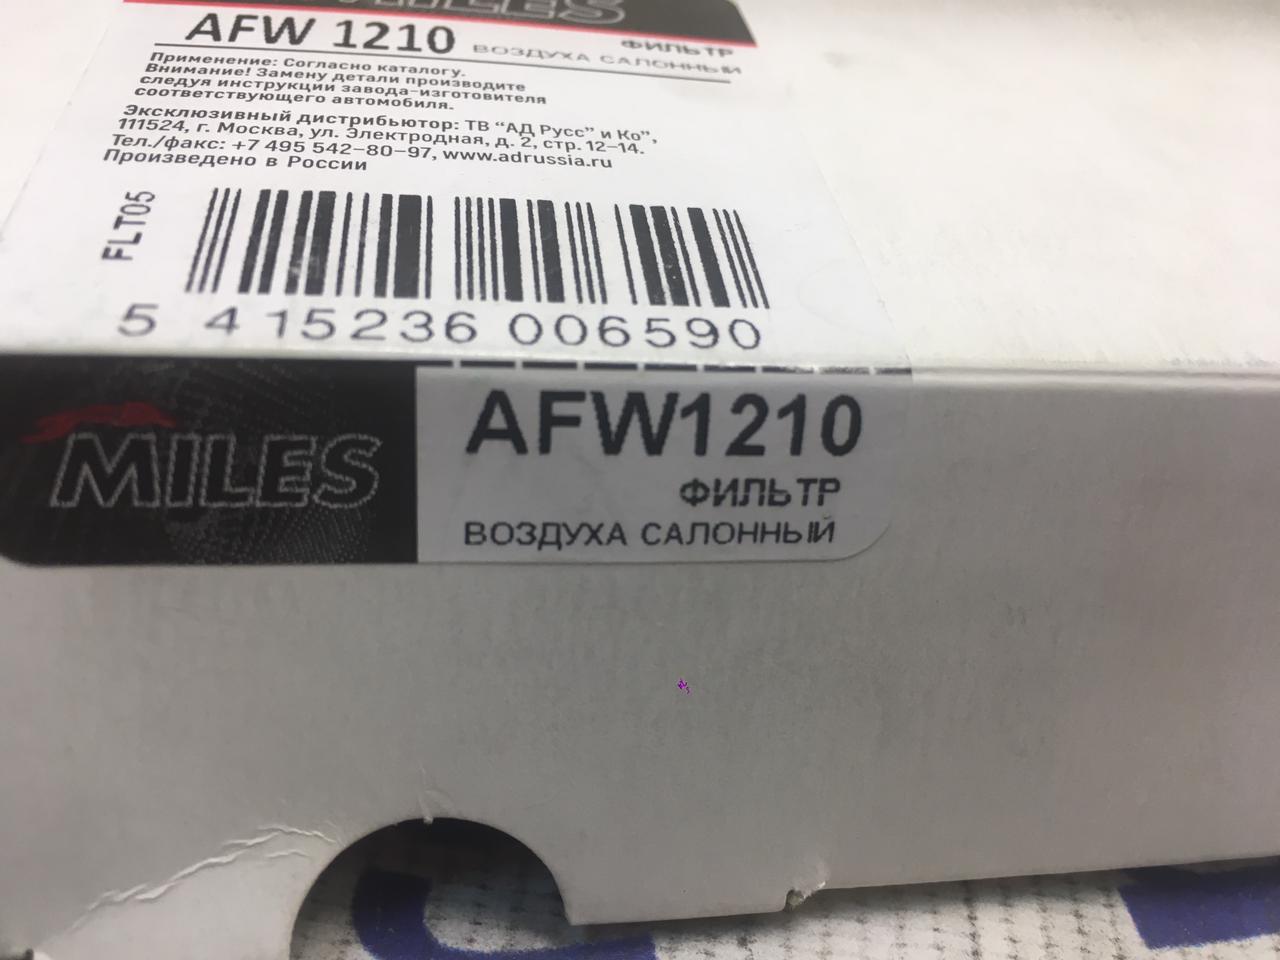 MILES
AFW 1210
ФИЛЬТР
ВОЗДУХА САЛОННЫЙ
Применение: Согласно каталогу.
Внимание! Замену детали производите
следуя инструкции завода-изготовителя
соответствующего автомобиля.
Эксклюзивный дистрибьютор: ТВ “АД Русс” и Ко”,
111524, г. Москва, ул. Электродная, д. 2, стр. 12-14.
Тел./факс: +7 495 542-80-97, www.adrussia.ru
Произведено в России
FLT05
5 415236 006590
MILES
AFW1210
ФИЛЬТР
ВОЗДУХА САЛОННЫЙ